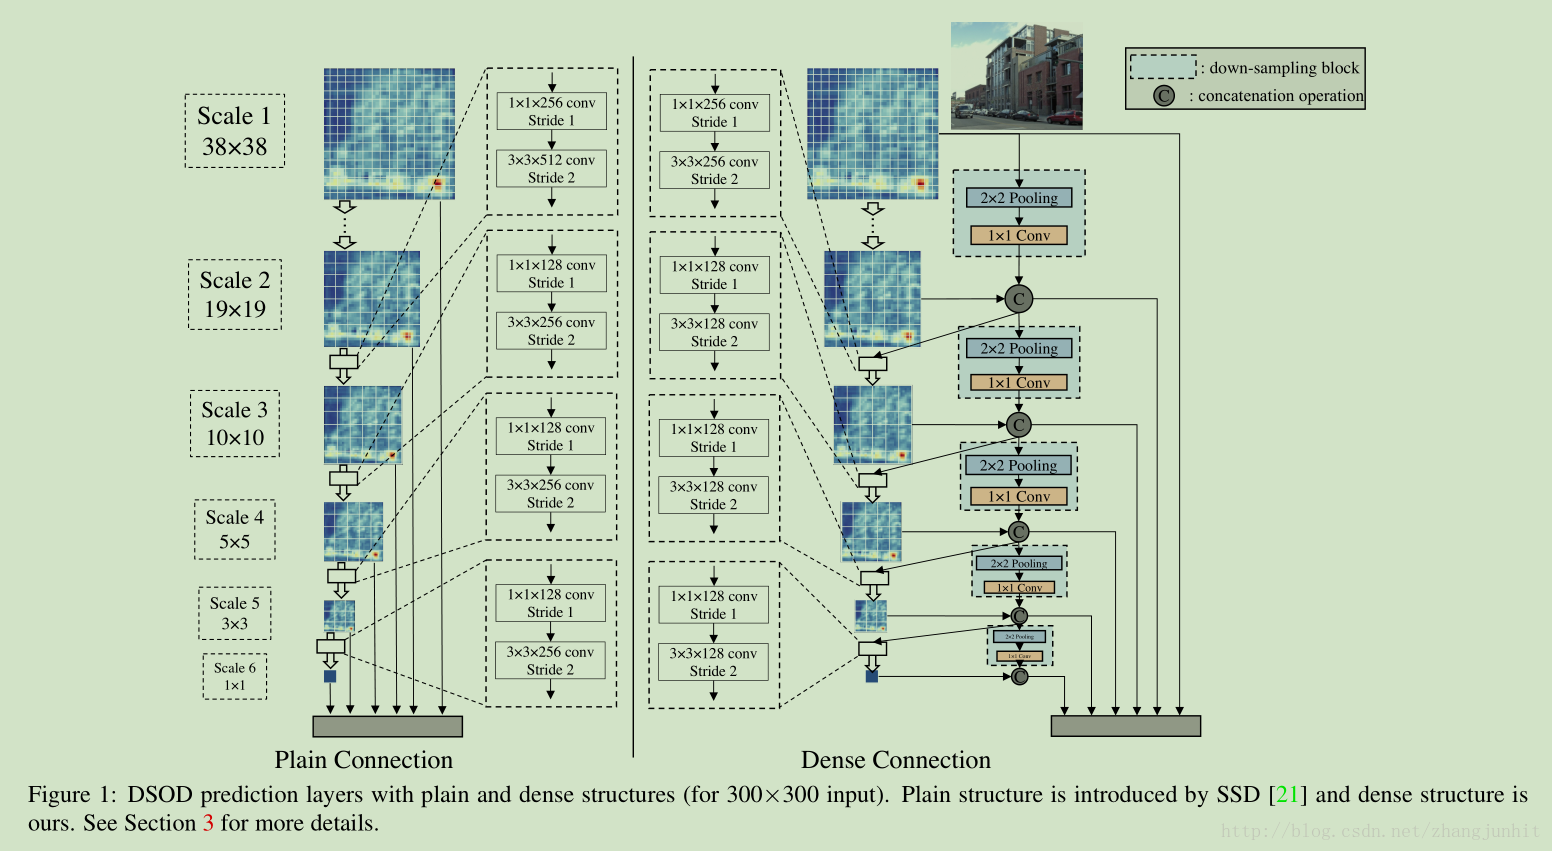 Scale 1
38×38
Scale 2
19×19
Scale 3
10×10
Scale 4
5×5
Scale 5
3×3
Scale 6
1×1
1×1×256 conv
Stride 1
3×3×512 conv
Stride 2
1×1×128 conv
Stride 1
3×3×256 conv
Stride 2
1×1×128 conv
Stride 1
3×3×256 conv
Stride 2
1×1×128 conv
Stride 1
3×3×256 conv
Stride 2
Plain Connection
1×1×256 conv
Stride 1
3×3×256 conv
Stride 2
1×1×128 conv
Stride 1
3×3×128 conv
Stride 2
1×1×128 conv
Stride 1
3×3×128 conv
Stride 2
1×1×128 conv
Stride 1
3×3×128 conv
Stride 2
: down-sampling block
C : concatenation operation
2×2 Pooling
1×1 Conv
C
2×2 Pooling
1×1 Conv
C
2×2 Pooling
1×1 Conv
C
2×2 Pooling
1×1 Conv
C
2×2 Pooling
1×1 Conv
C
Dense Connection
Figure 1: DSOD prediction layers with plain and dense structures (for 300×300 input). Plain structure is introduced by SSD [21] and dense structure is
ours. See Section 3 for more details.
http://blog.csdn.net/zhangjunhit